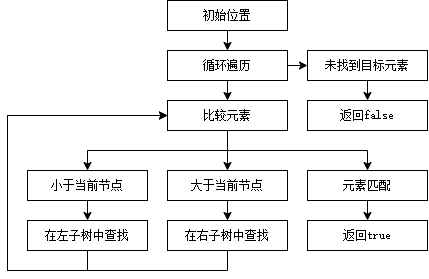 初始位置
循环遍历
未找到目标元素
比较元素
返回false
小于当前节点
大于当前节点
元素匹配
在左子树中查找
在右子树中查找
返回true